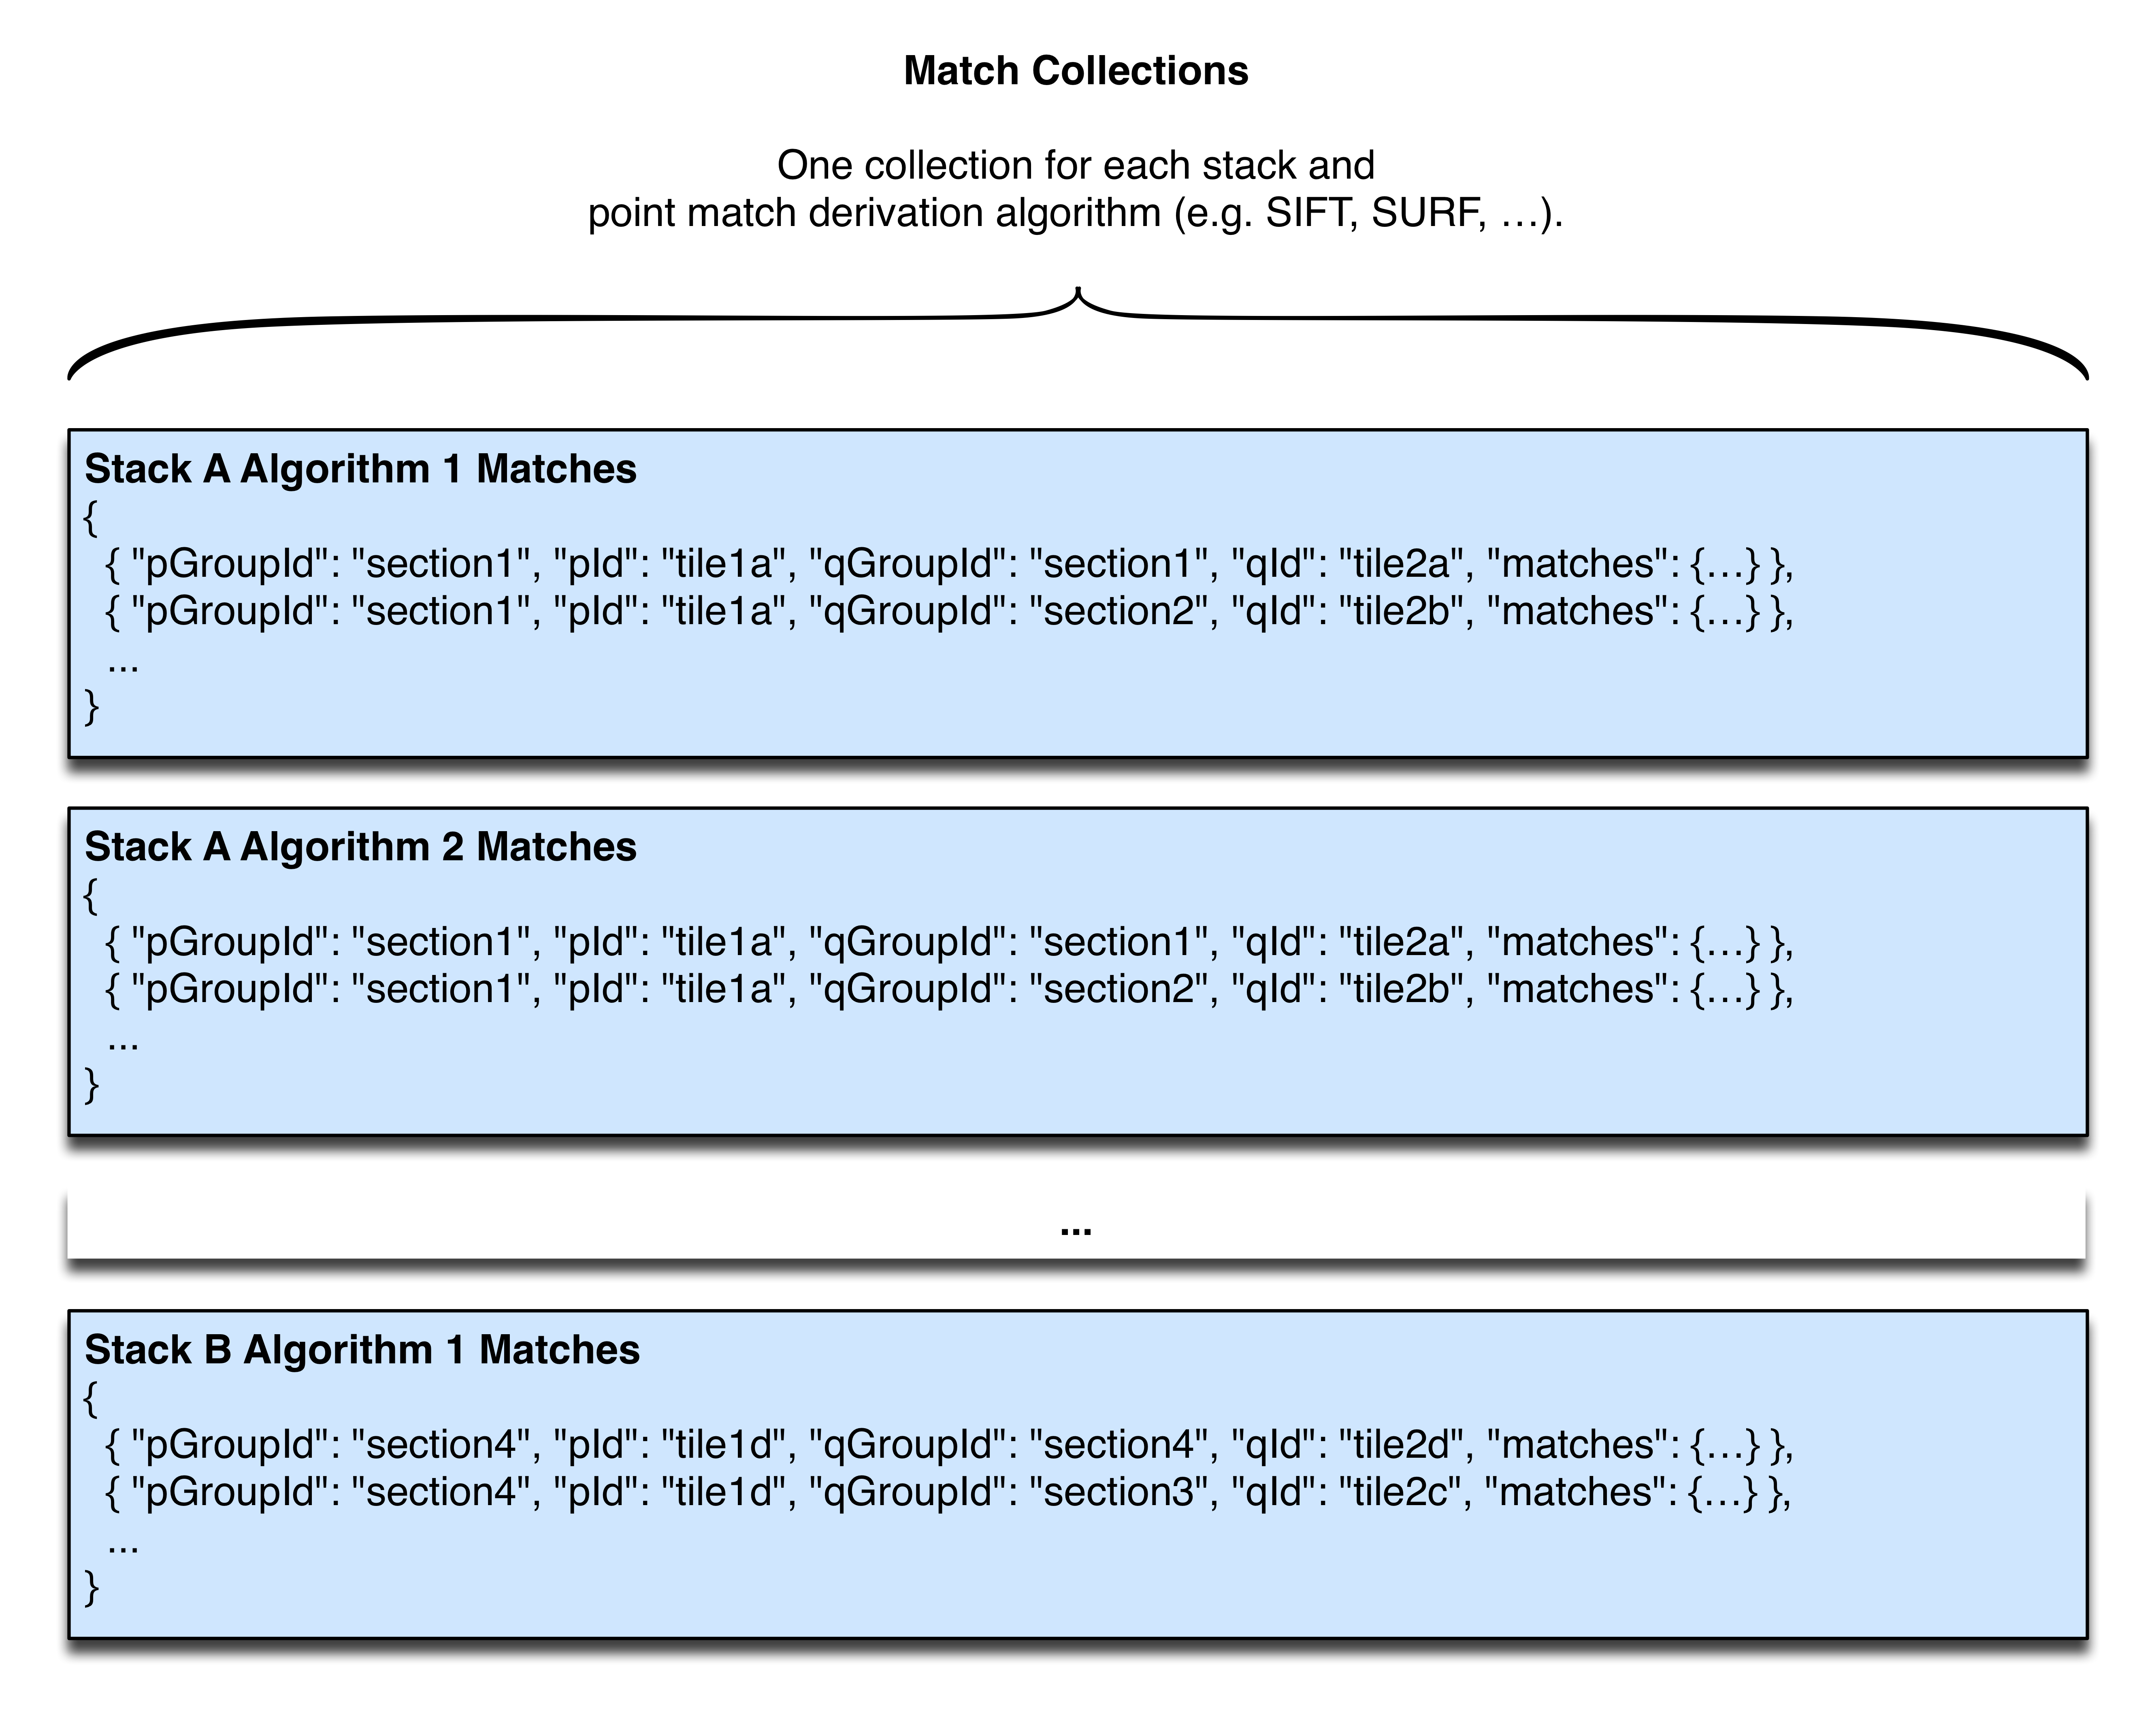 Match Collections
One collection for each stack and
point match derivation algorithm (e.g. SIFT, SURF, …).
Stack A Algorithm 1 Matches
{
{ "pGroupId": "section1", "pId": "tile1a", "qGroupId": "section1", "qId": "tile2a", "matches": {…} },
{ "pGroupId": "section1", "pId": "tile1a", "qGroupId": "section2", "qId": "tile2b", "matches": {…} },
...
}
Stack A Algorithm 2 Matches
{
{ "pGroupId": "section1", "pId": "tile1a", "qGroupId": "section1", "qId": "tile2a", "matches": {…} },
{ "pGroupId": "section1", "pId": "tile1a", "qGroupId": "section2", "qId": "tile2b", "matches": {…} },
...
}
...
Stack B Algorithm 1 Matches
{
{ "pGroupId": "section4", "pId": "tile1d", "qGroupId": "section4", "qId": "tile2d", "matches": {…} },
{ "pGroupId": "section4", "pId": "tile1d", "qGroupId": "section3", "qId": "tile2c", "matches": {…} },
...
}